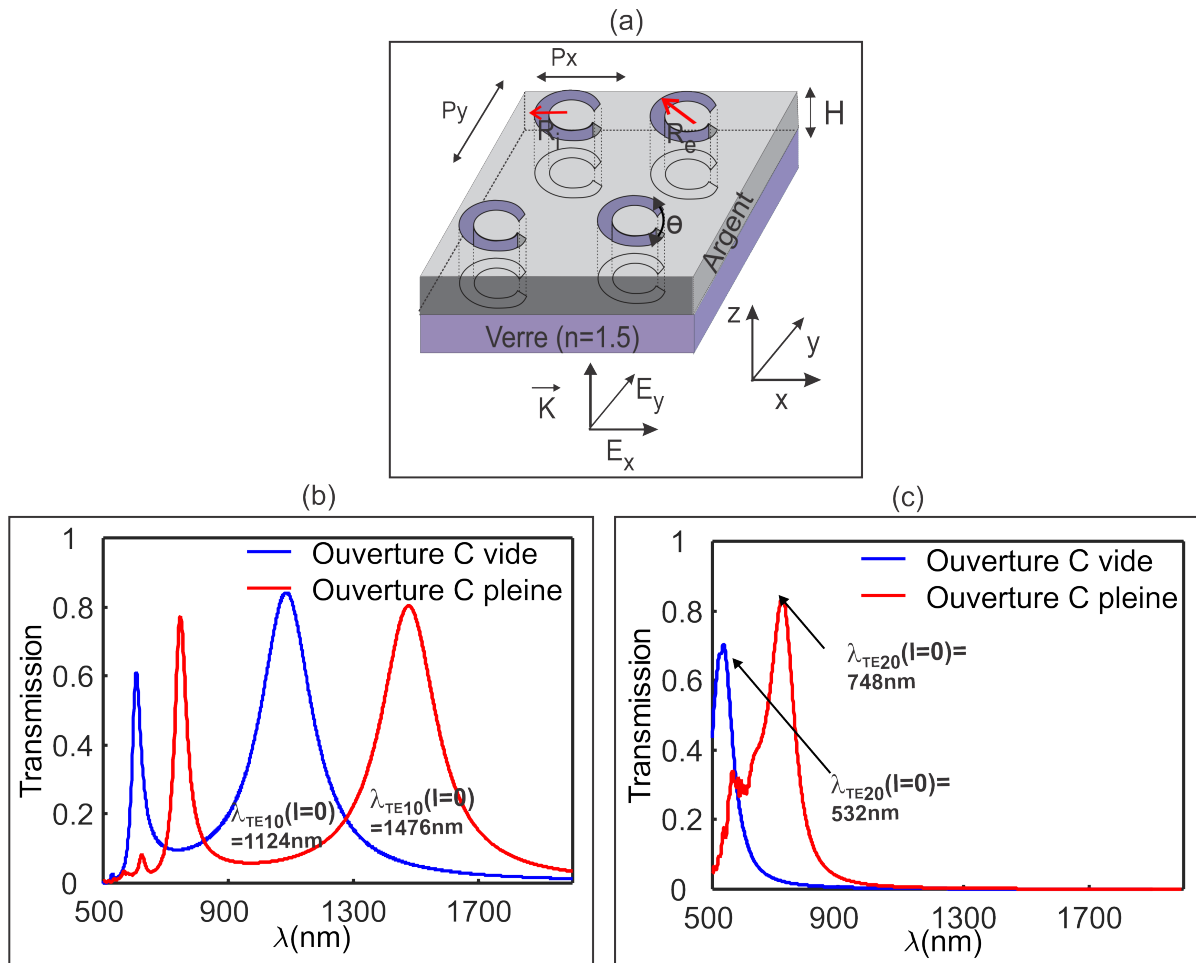 (a)
Px
Py
H
Ri
Re
θ
Argent
Verre (n=1.5)
z
y
x
K
Ey
Ex
(b)
1
0.8
0.6
0.4
0.2
0
Transmission
Ouverture C vide
Ouverture C pleine
λTE10(l=0)
=1124nm
λTE10(l=0)
=1476nm
500
900
1300
1700
λ(nm)
(c)
1
0.8
0.6
0.4
0.2
0
Transmission
Ouverture C vide
Ouverture C pleine
λTE20(l=0)=
748nm
λTE20(l=0)=
532nm
500
900
1300
1700
λ(nm)